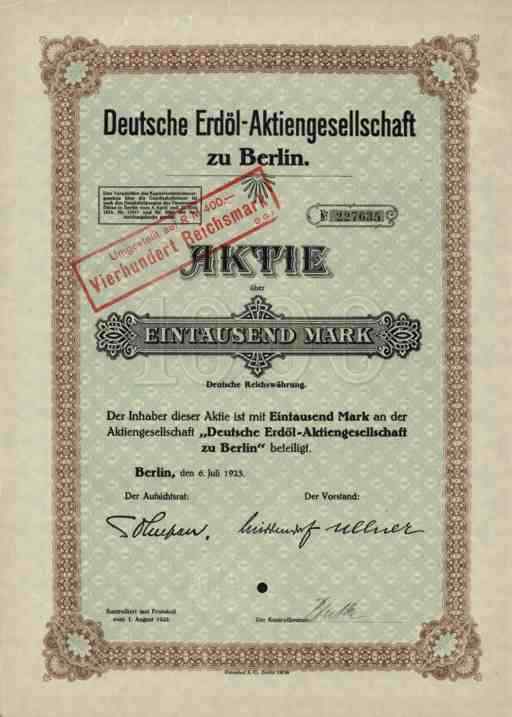 Deutsche Erdöl-Aktiengesellschaft
zu Berlin.
№ 227635
Umgestellt auf RM 400.—
Vierhundert Reichsmark
AKTIE
über
1000
EINTAUSEND MARK
Deutsche Reichswährung.
Der Inhaber dieser Aktie ist mit Eintausend Mark an der
Aktiengesellschaft „Deutsche Erdöl-Aktiengesellschaft
zu Berlin“ beteiligt.
Berlin, den 6. Juli 1923.
Der Aufsichtsrat: Der Vorstand:
Kontrolliert laut Protokoll
vom 1. August 1923.
Der Kontrollbeamte: